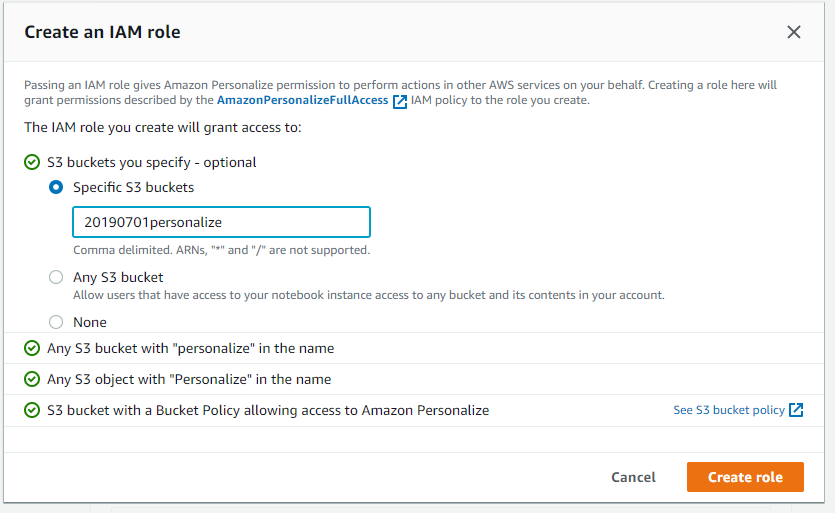 Create an IAM role
Passing an IAM role gives Amazon Personalize permission to perform actions in other AWS services on your behalf. Creating a role here will
grant permissions described by the AmazonPersonalizeFullAccess IAM policy to the role you create.
The IAM role you create will grant access to:
S3 buckets you specify - optional
Specific S3 buckets
20190701personalize
Comma delimited. ARNs, "*" and "/" are not supported.
Any S3 bucket
Allow users that have access to your notebook instance access to any bucket and its contents in your account.
None
Any S3 bucket with "personalize" in the name
Any S3 object with "Personalize" in the name
S3 bucket with a Bucket Policy allowing access to Amazon Personalize See S3 bucket policy
Cancel Create role